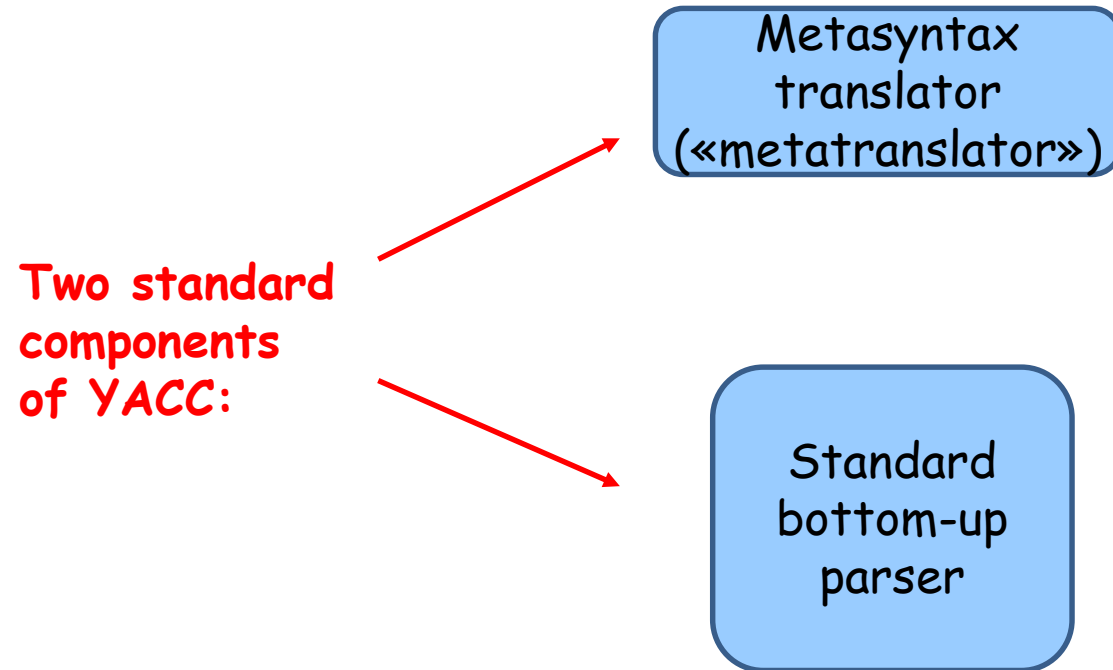 Metasyntax
translator
(«metatranslator»)
Two standard
components
of YACC:
Standard
bottom-up
parser